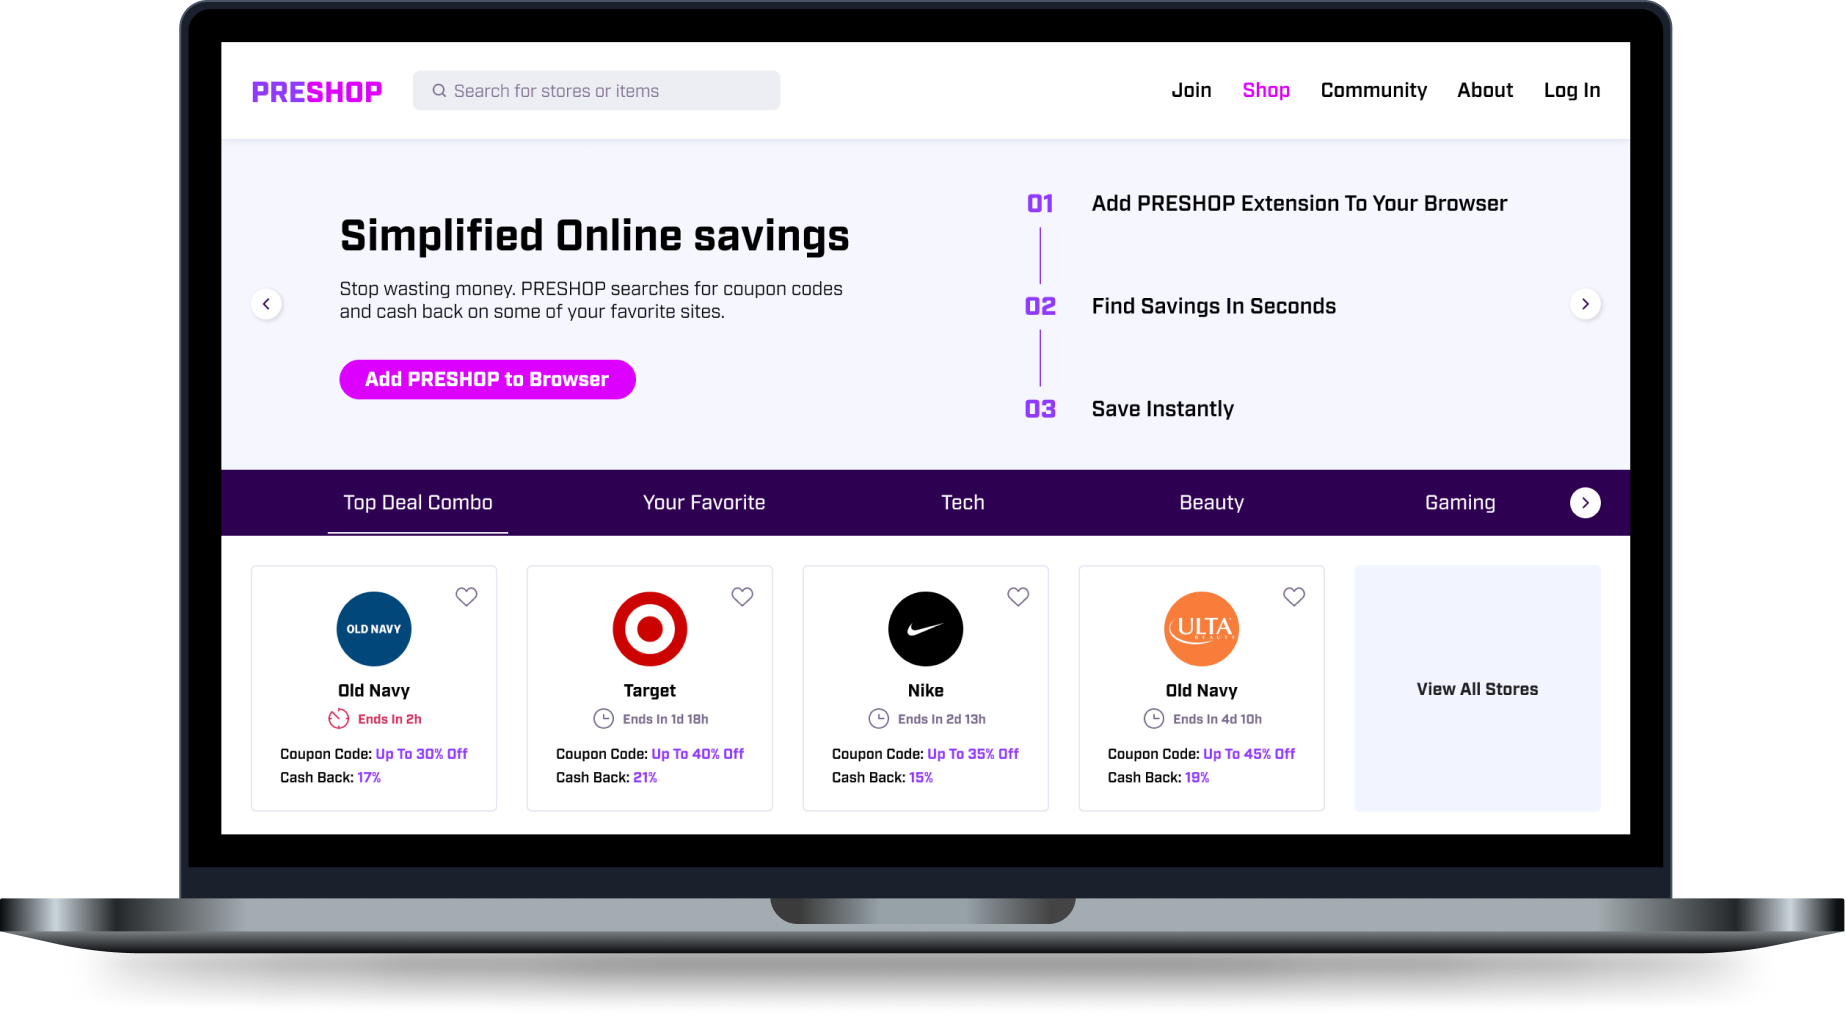 PRESHOP
Search for stores or items
Join
Shop
Community
About
Log In
Simplified Online savings
Stop wasting money. PRESHOP searches for coupon codes
and cash back on some of your favorite sites.
Add PRESHOP to Browser
01
Add PRESHOP Extension To Your Browser
02
Find Savings In Seconds
03
Save Instantly
Top Deal Combo
Your Favorite
Tech
Beauty
Gaming
OLD NAVY
Old Navy
Ends In 2h
Coupon Code: Up To 30% Off
Cash Back: 17%
Target
Ends In 1d 18h
Coupon Code: Up To 40% Off
Cash Back: 21%
Nike
Ends In 2d 13h
Coupon Code: Up To 35% Off
Cash Back: 15%
ULTA
BEAUTY
Old Navy
Ends In 4d 10h
Coupon Code: Up To 45% Off
Cash Back: 19%
View All Stores